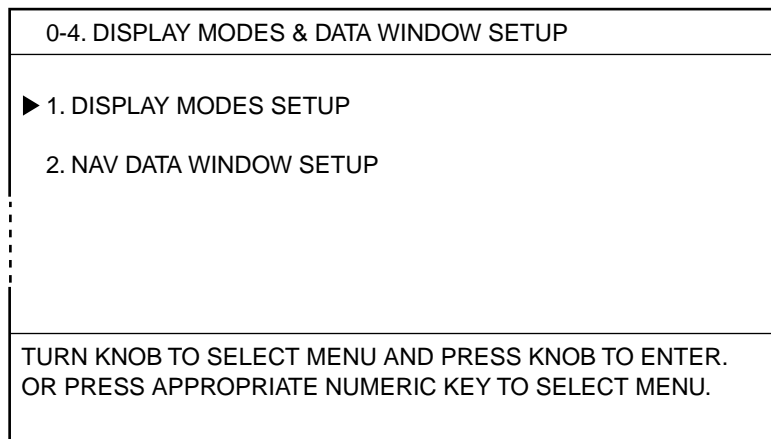 0-4. DISPLAY MODES & DATA WINDOW SETUP
1. DISPLAY MODES SETUP
2. NAV DATA WINDOW SETUP
TURN KNOB TO SELECT MENU AND PRESS KNOB TO ENTER.
OR PRESS APPROPRIATE NUMERIC KEY TO SELECT MENU.